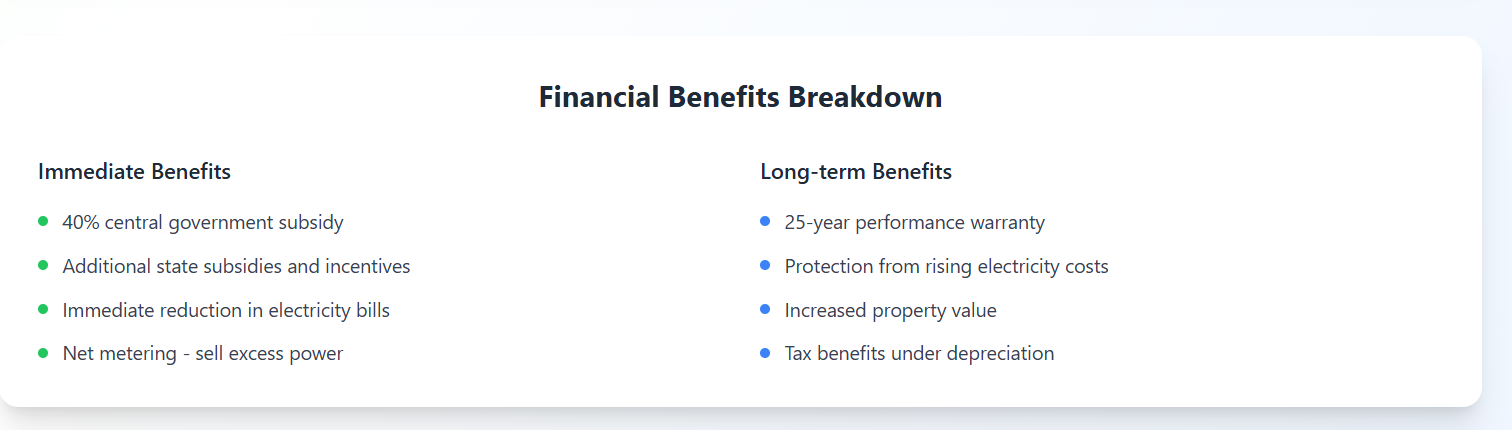 Financial Benefits Breakdown
Immediate Benefits
40% central government subsidy
Additional state subsidies and incentives
Immediate reduction in electricity bills
Net metering - sell excess power
Long-term Benefits
25-year performance warranty
Protection from rising electricity costs
Increased property value
Tax benefits under depreciation